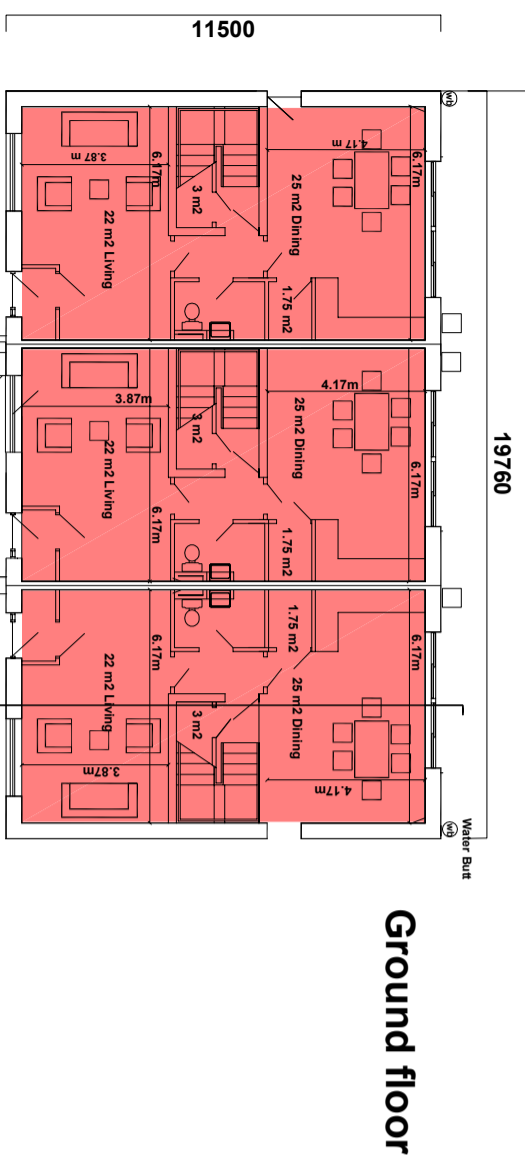 11500
wb
6.17m
3.87 m
3 m2
22 m2 Living
25 m2 Dining
4.17 m
6.17m
1.75 m2
3.87m
4.17m
3 m2
22 m2 Living
25 m2 Dining
6.17m
6.17m
1.75 m2
19760
1.75 m2
6.17m
6.17m
22 m2 Living
25 m2 Dining
3 m2
3.87m
4.17m
wb
Water Butt
Ground floor